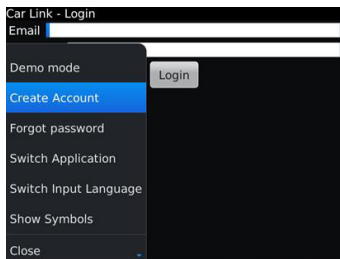 Car Link - Login
Email
Demo mode
Login
Create Account
Forgot password
Switch Application
Switch Input Language
Show Symbols
Close